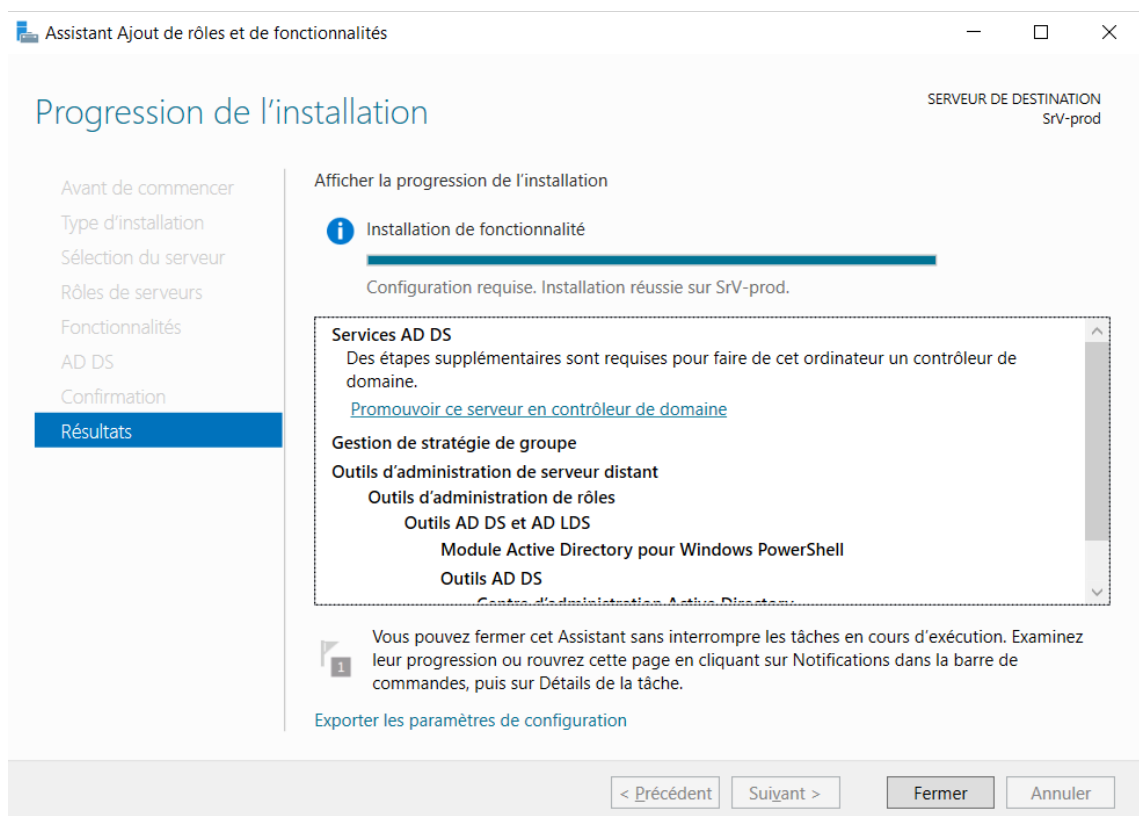 Assistant Ajout de rôles et de fonctionnalités
Progression de l'installation
SERVEUR DE DESTINATION
SrV-prod
Avant de commencer
Type d'installation
Sélection du serveur
Rôles de serveurs
Fonctionnalités
AD DS
Confirmation
Résultats
Afficher la progression de l'installation
Installation de fonctionnalité
Configuration requise. Installation réussie sur SrV-prod.
Services AD DS
Des étapes supplémentaires sont requises pour faire de cet ordinateur un contrôleur de
domaine.
Promouvoir ce serveur en contrôleur de domaine
Gestion de stratégie de groupe
Outils d'administration de serveur distant
Outils d'administration de rôles
Outils AD DS et AD LDS
Module Active Directory pour Windows PowerShell
Outils AD DS
Centre d'administration Active Directory
1
Vous pouvez fermer cet Assistant sans interrompre les tâches en cours d'exécution. Examinez
leur progression ou rouvrez cette page en cliquant sur Notifications dans la barre de
commandes, puis sur Détails de la tâche.
Exporter les paramètres de configuration
< Précédent
Suivant >
Fermer
Annuler